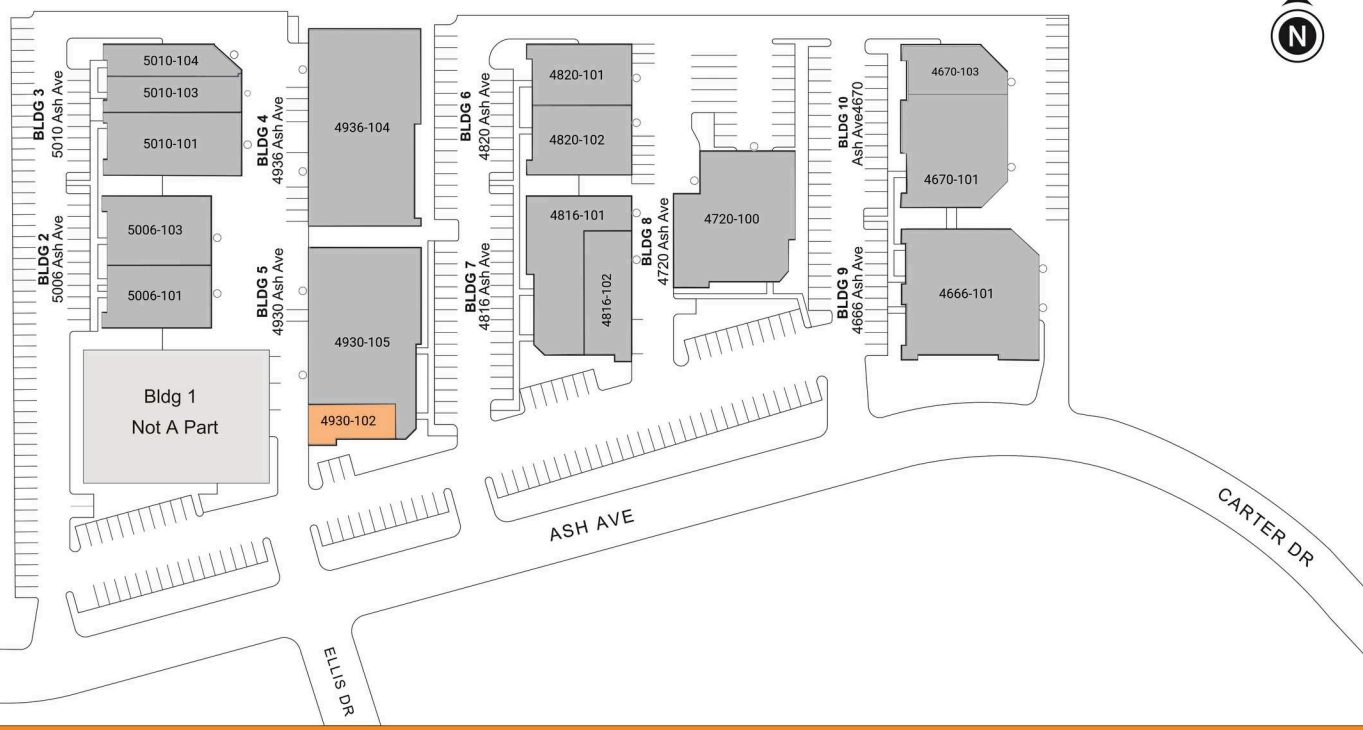 N
BLDG 3
5010 Ash Ave
5010-104
5010-103
5010-101
BLDG 2
5006 Ash Ave
5006-103
5006-101
Bldg 1
Not A Part
BLDG 4
4936 Ash Ave
4936-104
BLDG 5
4930 Ash Ave
4930-105
4930-102
BLDG 6
4820 Ash Ave
4820-101
4820-102
BLDG 7
4816 Ash Ave
4816-101
4816-102
BLDG 8
4720 Ash Ave
4720-100
BLDG 10
Ash Ave4670
4670-103
4670-101
BLDG 9
4666 Ash Ave
4666-101
ASH AVE
CARTER DR
ELLIS DR